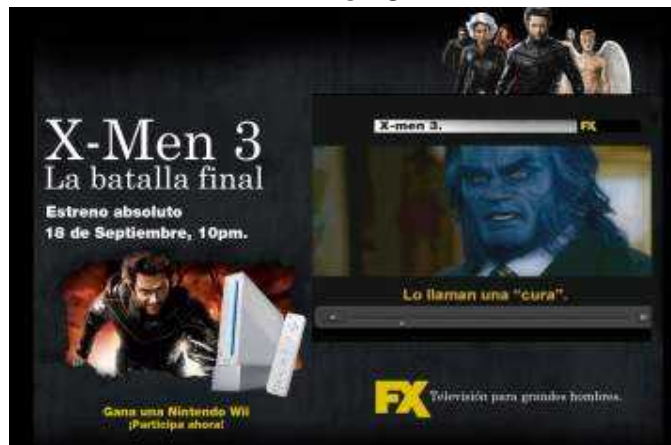 X-Men 3
La batalla final
Estreno absoluto
18 de Septiembre, 10pm.
Gana una Nintendo Wii
¡Participa ahora!
X-men 3.
FX
Lo llaman una "cura".
FX
Televisión para grandes hombres.